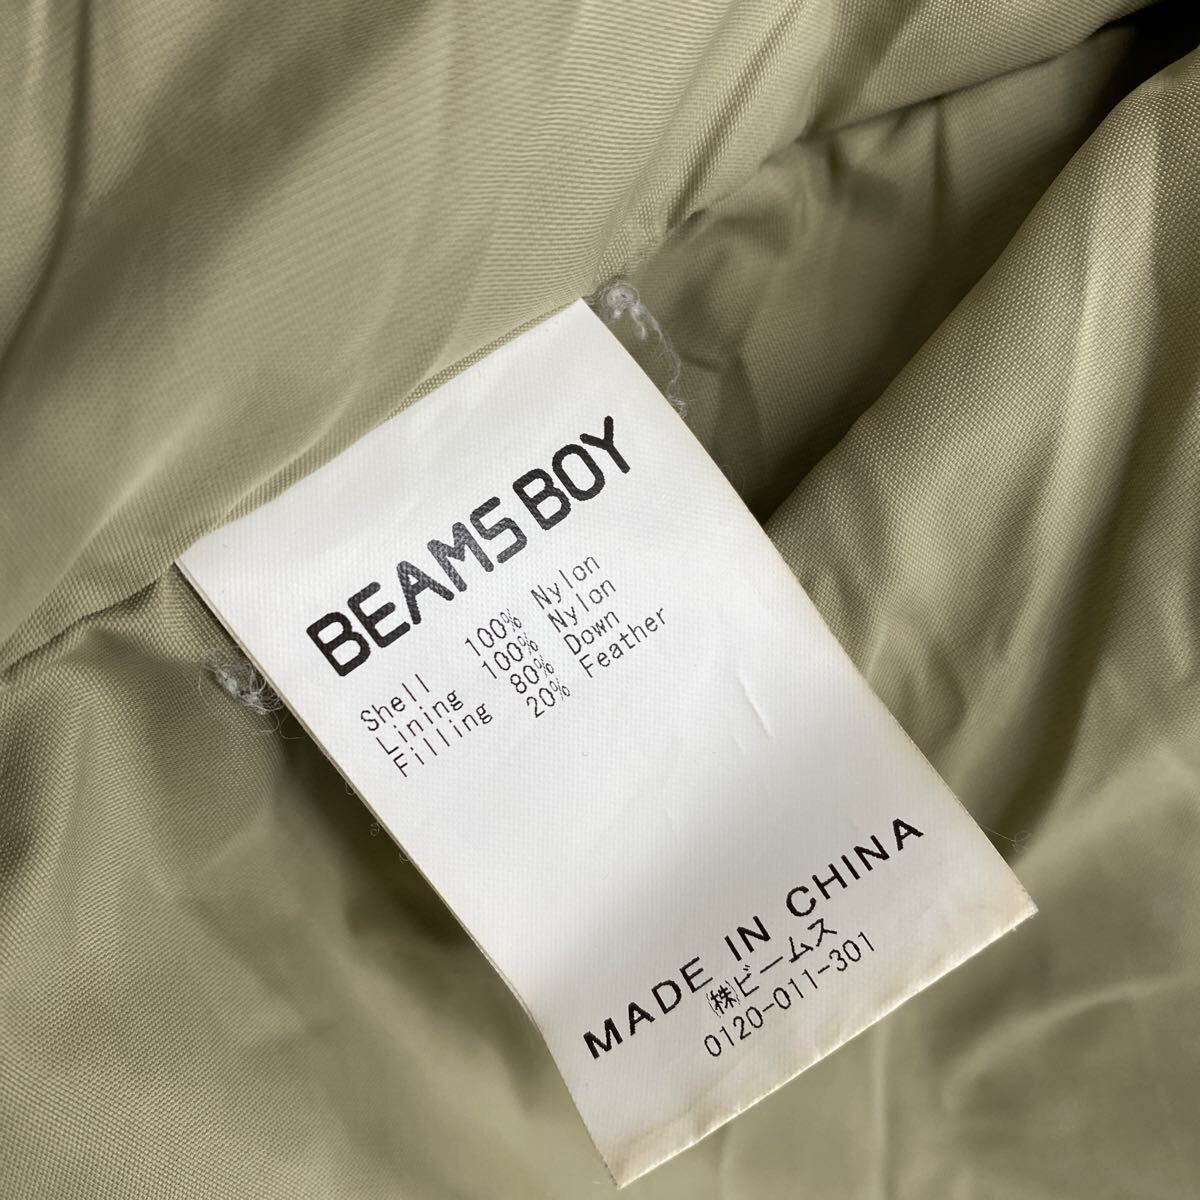 BEAMS BOY
Shell 100% Nylon
Lining 100% Nylon
Filling 80% Down
20% Feather
MADE IN CHINA
㈱ビームス
0120-011-301